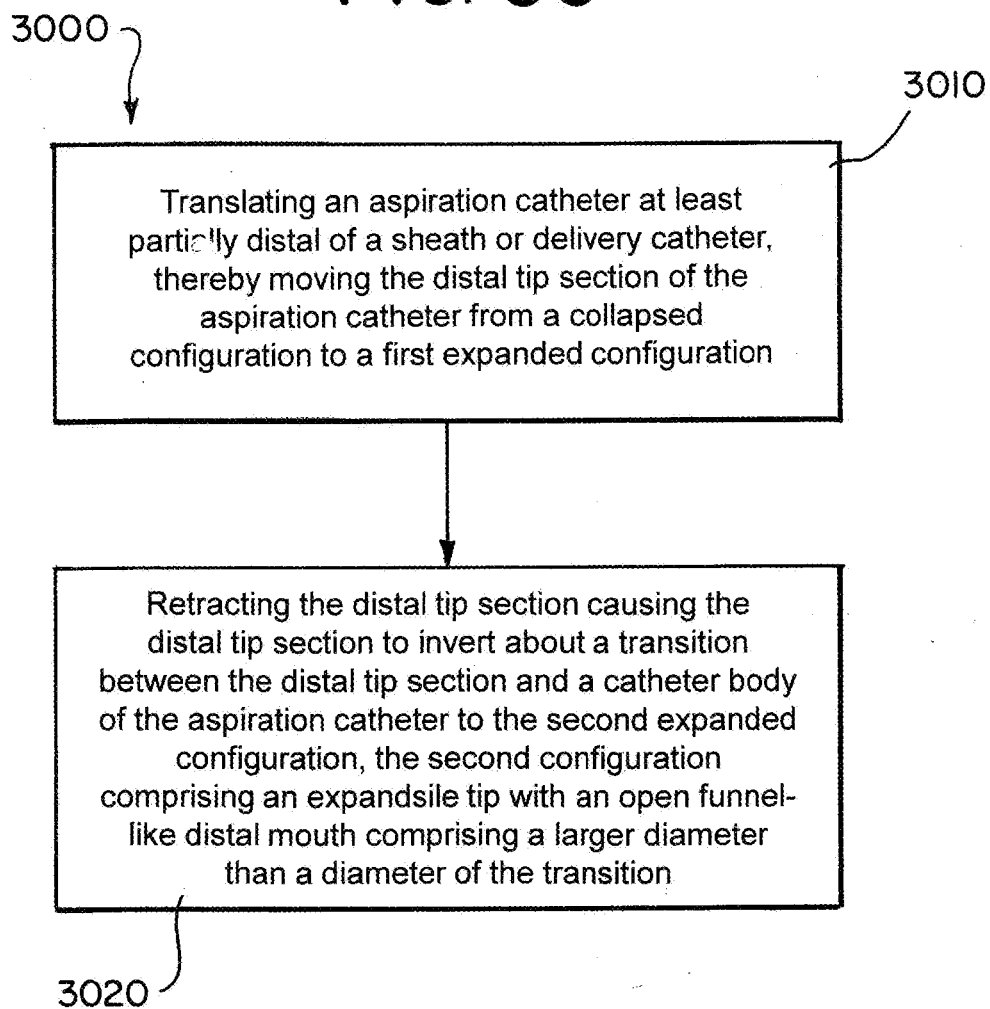 3000
3010
Translating an aspiration catheter at least
partially distal of a sheath or delivery catheter,
thereby moving the distal tip section of the
aspiration catheter from a collapsed
configuration to a first expanded configuration
Retracting the distal tip section causing the
distal tip section to invert about a transition
between the distal tip section and a catheter body
of the aspiration catheter to the second expanded
configuration, the second configuration
comprising an expandsile tip with an open funnel-
like distal mouth comprising a larger diameter
than a diameter of the transition
3020